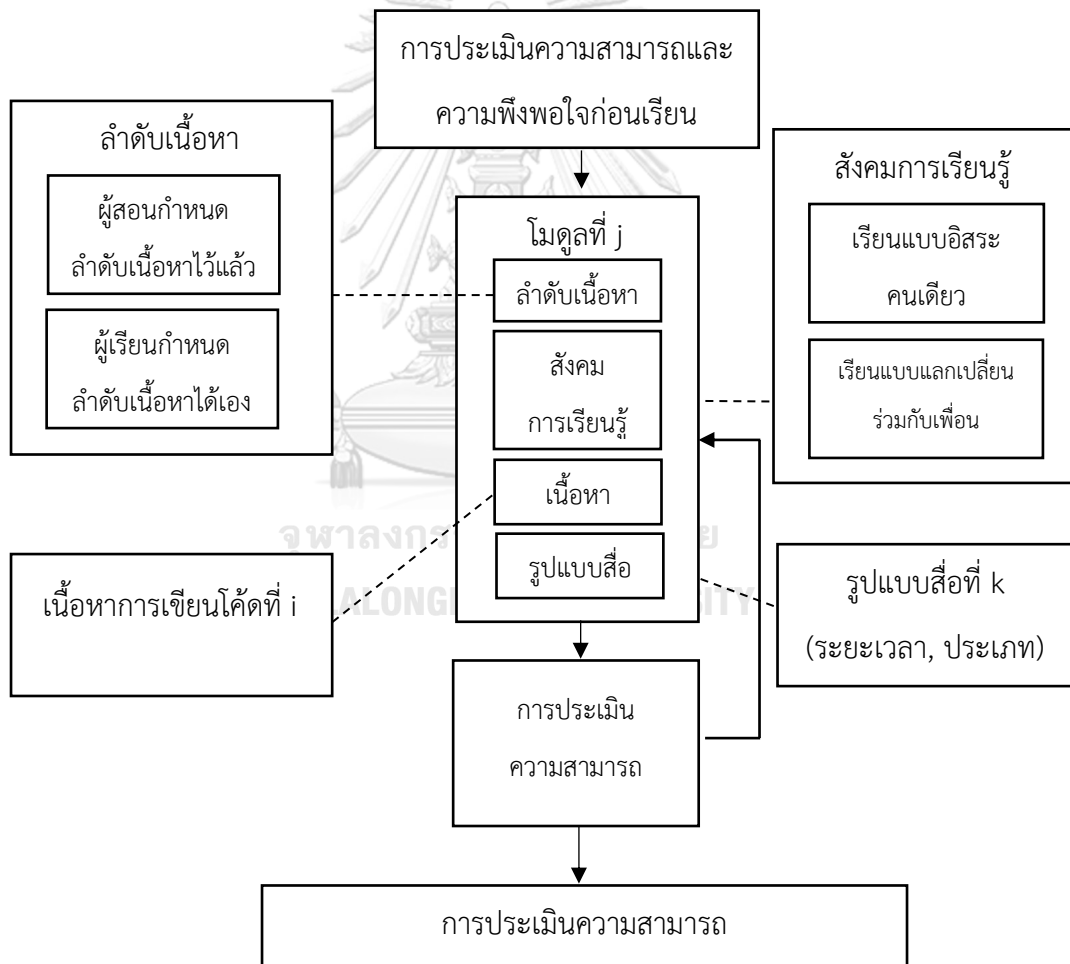 การประเมินความสามารถและ
ความพึงพอใจก่อนเรียน
ลำดับเนื้อหา
ผู้สอนกำหนด
ลำดับเนื้อหาไว้แล้ว
ผู้เรียนกำหนด
ลำดับเนื้อหาได้เอง
โมดูลที่ j
ลำดับเนื้อหา
สังคม
การเรียนรู้
เนื้อหา
รูปแบบสื่อ
สังคมการเรียนรู้
เรียนแบบอิสระ
คนเดียว
เรียนแบบแลกเปลี่ยน
ร่วมกับเพื่อน
เนื้อหาการเขียนโค้ดที่ i
รูปแบบสื่อที่ k
(ระยะเวลา, ประเภท)
การประเมิน
ความสามารถ
การประเมินความสามารถ